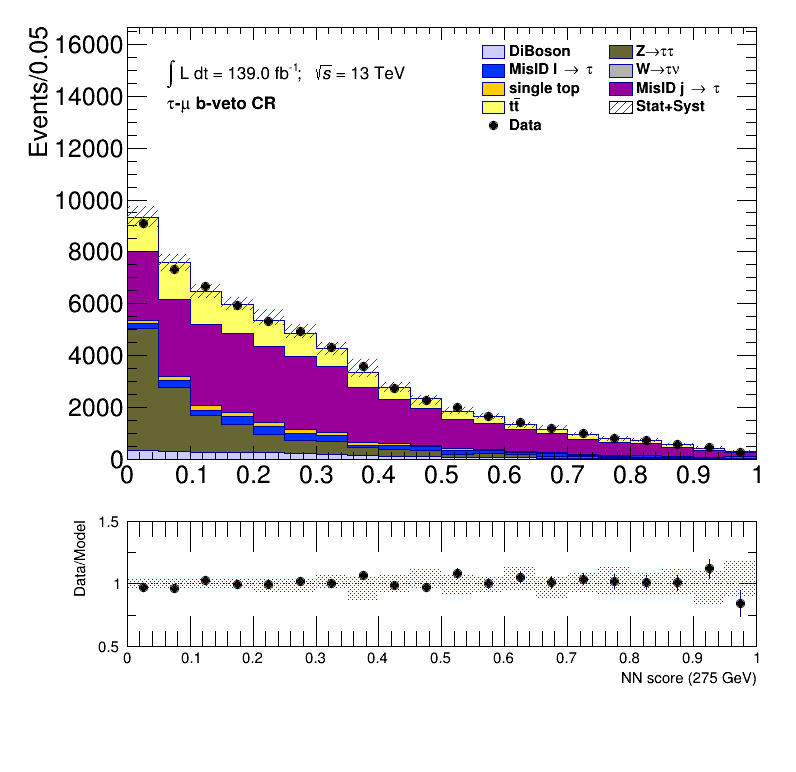 Events/0.05
16000
14000
12000
10000
8000
6000
4000
2000
0
∫ L dt = 139.0 fb⁻¹; √s = 13 TeV
τ-μ b-veto CR
DiBoson
MisID l → τ
single top
tt̄
Data
Z→ττ
W→τν
MisID j → τ
Stat+Syst
0 0.1 0.2 0.3 0.4 0.5 0.6 0.7 0.8 0.9 1
Data/Model
1.5
1
0.5
0 0.1 0.2 0.3 0.4 0.5 0.6 0.7 0.8 0.9 1
NN score (275 GeV)